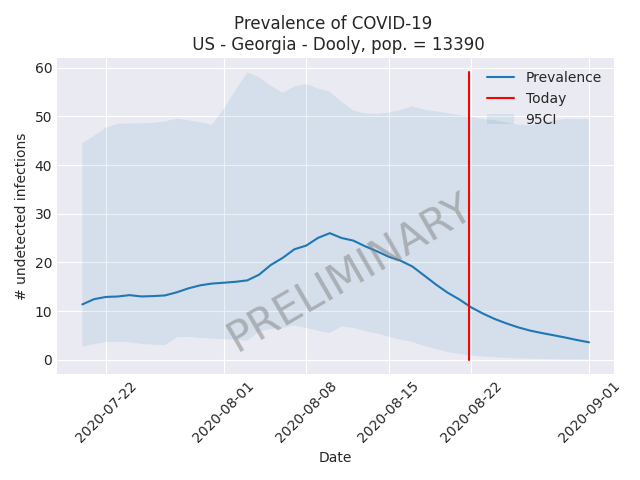 Prevalence of COVID-19
US - Georgia - Dooly, pop. = 13390
60
50
40
30
20
10
0
# undetected infections
Prevalence
Today
95CI
PRELIMINARY
2020-07-22
2020-08-01
2020-08-08
2020-08-15
2020-08-22
2020-09-01
Date